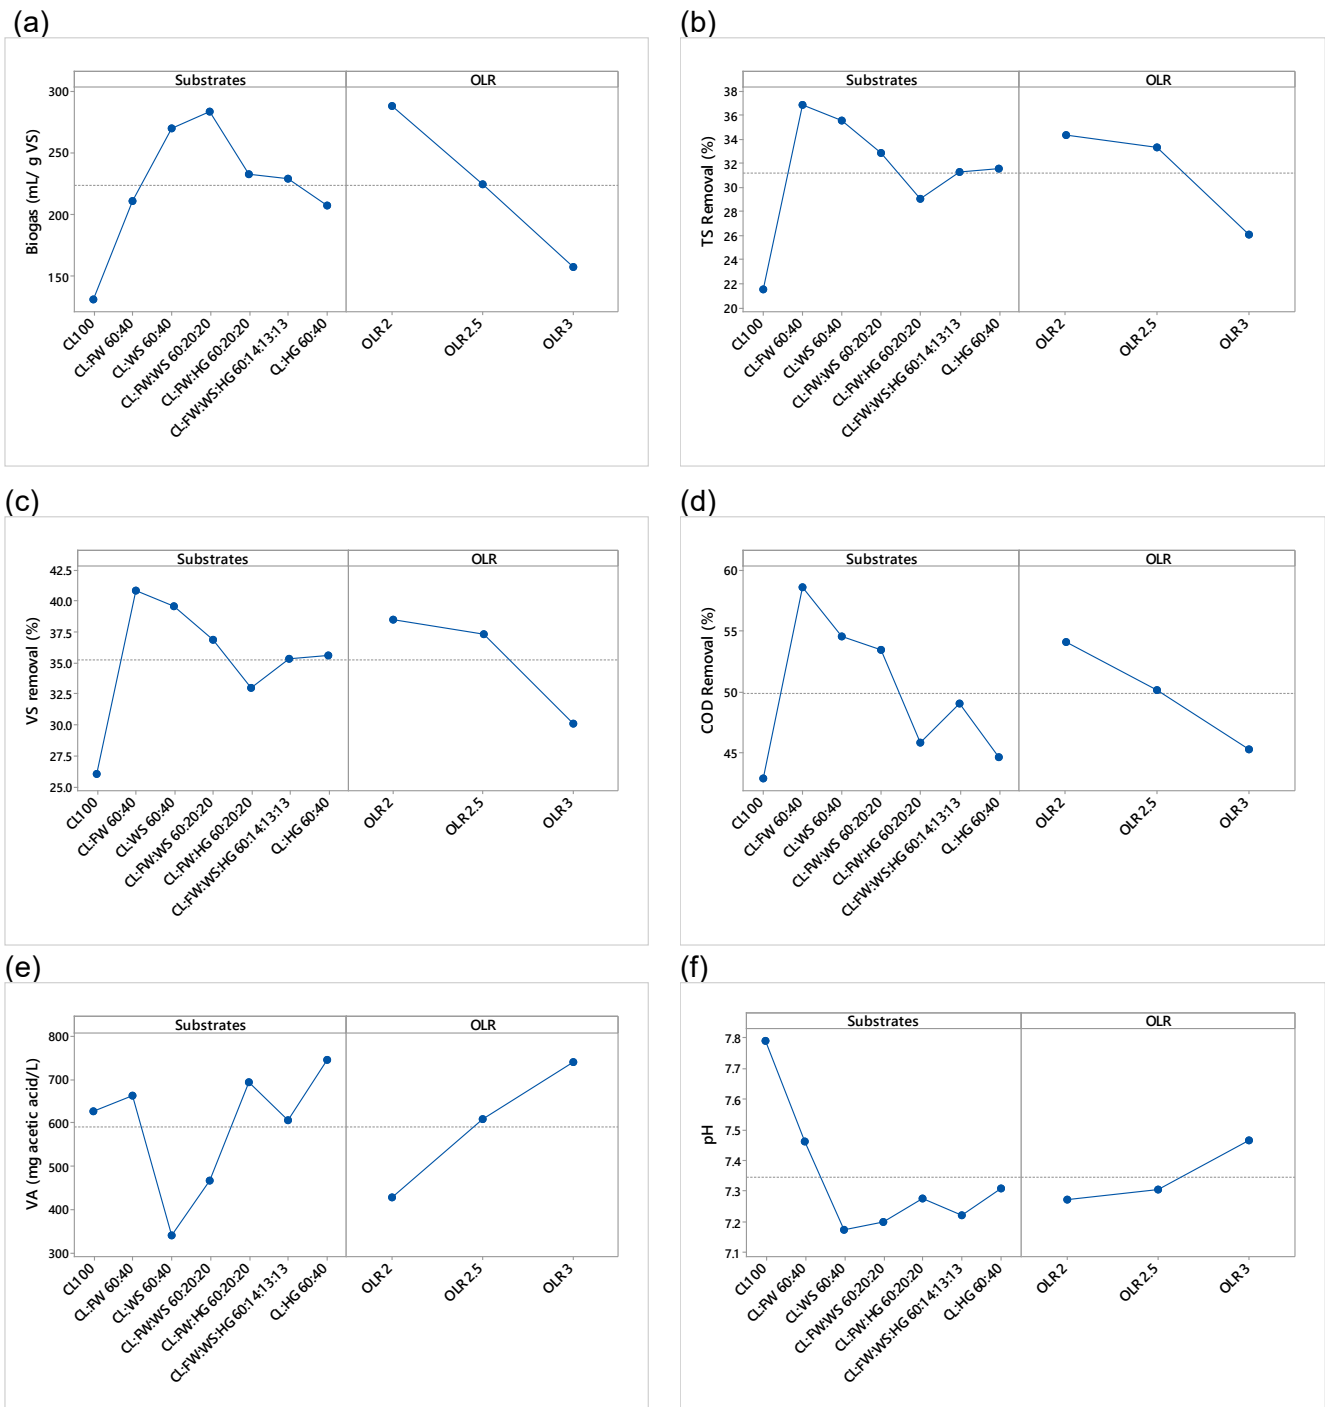 (a)
Substrates
OLR
Biogas (mL/ g VS)
300
250
200
150
CL100
CL:FW 60:40
CL:WS 60:40
CL:FW:WS 60:20:20
CL:FW:HG 60:20:20
CL:FW:WS:HG 60:14:13:13
CL:HG 60:40
OLR 2
OLR 2.5
OLR 3
(b)
Substrates
OLR
TS Removal (%)
38
36
34
32
30
28
26
24
22
20
CL100
CL:FW 60:40
CL:WS 60:40
CL:FW:WS 60:20:20
CL:FW:HG 60:20:20
CL:FW:WS:HG 60:14:13:13
CL:HG 60:40
OLR 2
OLR 2.5
OLR 3
(c)
Substrates
OLR
VS removal (%)
42.5
40.0
37.5
35.0
32.5
30.0
27.5
25.0
CL100
CL:FW 60:40
CL:WS 60:40
CL:FW:WS 60:20:20
CL:FW:HG 60:20:20
CL:FW:WS:HG 60:14:13:13
CL:HG 60:40
OLR 2
OLR 2.5
OLR 3
(d)
Substrates
OLR
COD Removal (%)
60
55
50
45
CL100
CL:FW 60:40
CL:WS 60:40
CL:FW:WS 60:20:20
CL:FW:HG 60:20:20
CL:FW:WS:HG 60:14:13:13
CL:HG 60:40
OLR 2
OLR 2.5
OLR 3
(e)
Substrates
OLR
VA (mg acetic acid/L)
800
700
600
500
400
300
CL100
CL:FW 60:40
CL:WS 60:40
CL:FW:WS 60:20:20
CL:FW:HG 60:20:20
CL:FW:WS:HG 60:14:13:13
CL:HG 60:40
OLR 2
OLR 2.5
OLR 3
(f)
Substrates
OLR
pH
7.8
7.7
7.6
7.5
7.4
7.3
7.2
7.1
CL100
CL:FW 60:40
CL:WS 60:40
CL:FW:WS 60:20:20
CL:FW:HG 60:20:20
CL:FW:WS:HG 60:14:13:13
CL:HG 60:40
OLR 2
OLR 2.5
OLR 3